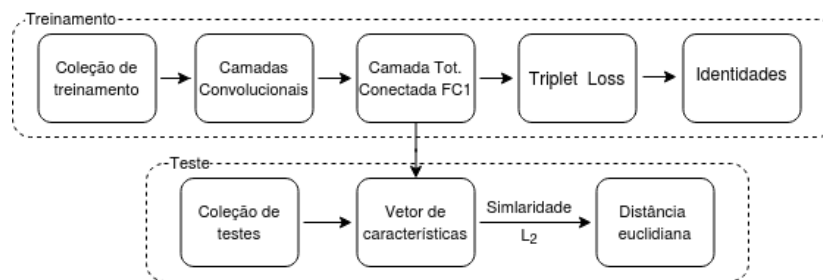 Treinamento
Coleção de
treinamento
Camadas
Convolucionais
Camada Tot.
Conectada FC1
Triplet Loss
Identidades
Teste
Coleção de
testes
Vetor de
características
Simlaridade
L2
Distância
euclidiana